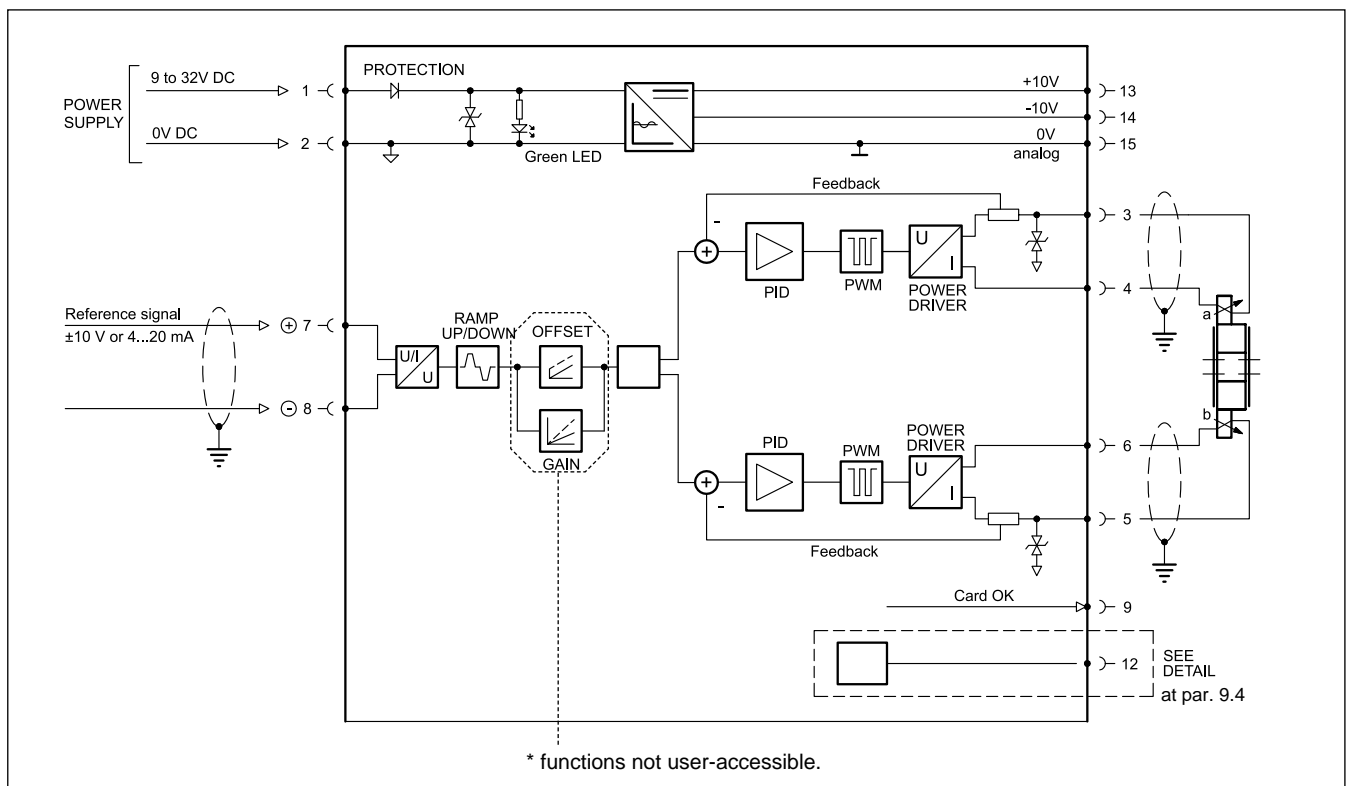 POWER
SUPPLY
9 to 32V DC
0V DC
1
2
PROTECTION
Green LED
+10V
-10V
0V
analog
13
14
15
Feedback
-
+
PID
PWM
U
I
POWER
DRIVER
3
4
a
Reference signal
±10 V or 4...20 mA
+ 7
- 8
U/I
U
RAMP
UP/DOWN
OFFSET
GAIN
PID
PWM
POWER
DRIVER
U
I
+
-
Feedback
6
5
b
Card OK
9
12
SEE
DETAIL
at par. 9.4
* functions not user-accessible.